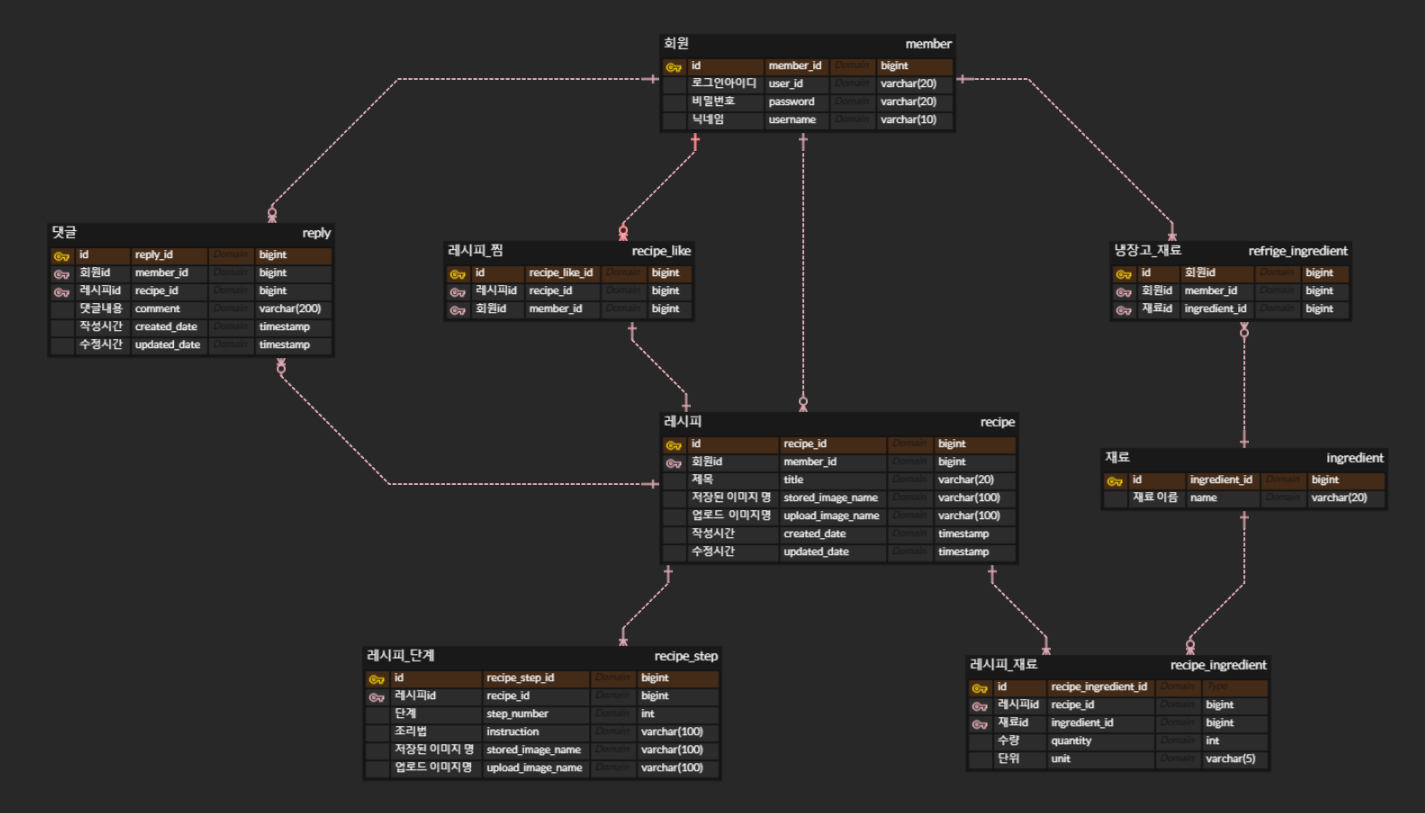 회원 member
id member_id Domain bigint
로그인아이디 user_id Domain varchar(20)
비밀번호 password Domain varchar(20)
닉네임 username Domain varchar(10)
댓글 reply
id reply_id Domain bigint
회원id member_id Domain bigint
레시피id recipe_id Domain bigint
댓글내용 comment Domain varchar(200)
작성시간 created_date Domain timestamp
수정시간 updated_date Domain timestamp
레시피_찜 recipe_like
id recipe_like_id Domain bigint
레시피id recipe_id Domain bigint
회원id member_id Domain bigint
냉장고_재료 refrige_ingredient
id 회원id Domain bigint
회원id member_id Domain bigint
재료id ingredient_id Domain bigint
레시피 recipe
id recipe_id Domain bigint
회원id member_id Domain bigint
제목 title Domain varchar(20)
저장된 이미지 명 stored_image_name Domain varchar(100)
업로드 이미지명 upload_image_name Domain varchar(100)
작성시간 created_date Domain timestamp
수정시간 updated_date Domain timestamp
재료 ingredient
id ingredient_id Domain bigint
재료 이름 name Domain varchar(20)
레시피_단계 recipe_step
id recipe_step_id Domain bigint
레시피id recipe_id Domain bigint
단계 step_number Domain int
조리법 instruction Domain varchar(100)
저장된 이미지 명 stored_image_name Domain varchar(100)
업로드 이미지명 upload_image_name Domain varchar(100)
레시피_재료 recipe_ingredient
id recipe_ingredient_id Domain Type
레시피id recipe_id Domain bigint
재료id ingredient_id Domain bigint
수량 quantity Domain int
단위 unit Domain varchar(5)